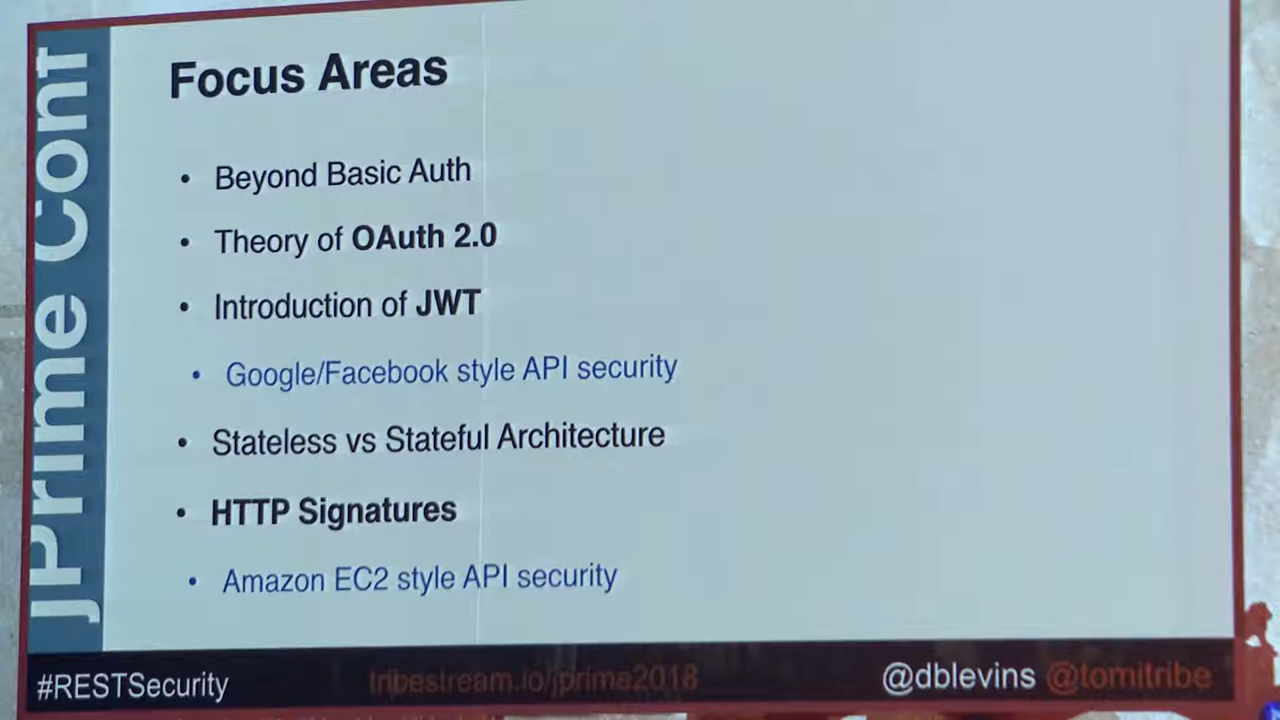 jPrime Conf
Focus Areas
• Beyond Basic Auth
• Theory of OAuth 2.0
• Introduction of JWT
• Google/Facebook style API security
• Stateless vs Stateful Architecture
• HTTP Signatures
• Amazon EC2 style API security
#RESTSecurity tribestream.io/jprime2018 @dblevins @tomitribe